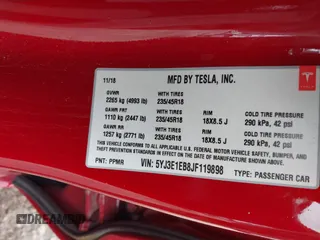 11/18 MFD BY TESLA, INC.
GVWR WITH TIRES
2265 kg (4993 lb) 235/45R18 TESLA
GAWR FRT WITH TIRES RIM COLD TIRE PRESSURE
1110 kg (2447 lb) 235/45R18 18X8.5 J 290 kPa, 42 psi
GAWR RR WITH TIRES RIM COLD TIRE PRESSURE
1257 kg (2771 lb) 235/45R18 18X8.5 J 290 kPa, 42 psi
THIS VEHICLE CONFORMS TO ALL APPLICABLE U.S. FEDERAL MOTOR VEHICLE SAFETY, BUMPER, AND
THEFT PREVENTION STANDARDS IN EFFECT ON THE DATE OF MANUFACTURE SHOWN ABOVE.
PNT: PPMR VIN: 5YJ3E1EB8JF119898 TYPE: PASSENGER CAR
DREAMBID